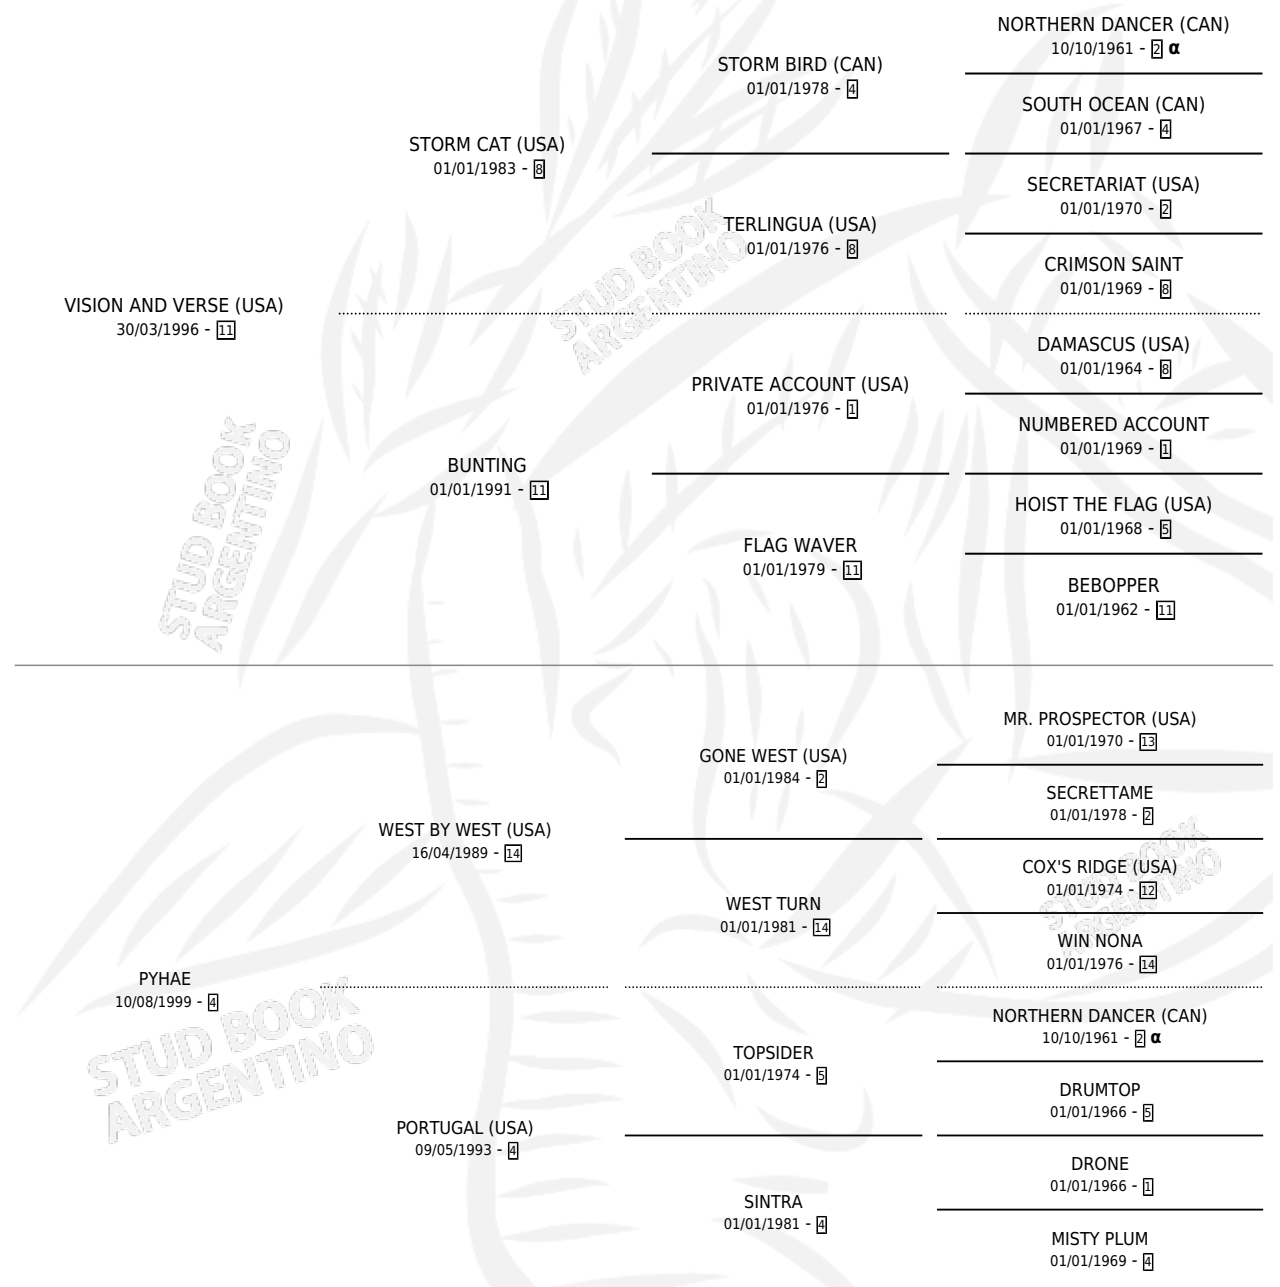 NORTHERN DANCER (CAN)
10/10/1961 - 2 α
STORM BIRD (CAN)
01/01/1978 - 4
SOUTH OCEAN (CAN)
01/01/1967 - 4
STORM CAT (USA)
01/01/1983 - 8
SECRETARIAT (USA)
01/01/1970 - 2
TERLINGUA (USA)
01/01/1976 - 8
CRIMSON SAINT
01/01/1969 - 8
VISION AND VERSE (USA)
30/03/1996 - 11
DAMASCUS (USA)
01/01/1964 - 8
PRIVATE ACCOUNT (USA)
01/01/1976 - 1
NUMBERED ACCOUNT
01/01/1969 - 1
BUNTING
01/01/1991 - 11
HOIST THE FLAG (USA)
01/01/1968 - 5
FLAG WAVER
01/01/1979 - 11
BEBOPPER
01/01/1962 - 11
MR. PROSPECTOR (USA)
01/01/1970 - 13
GONE WEST (USA)
01/01/1984 - 2
SECRETTAME
01/01/1978 - 2
WEST BY WEST (USA)
16/04/1989 - 14
COX'S RIDGE (USA)
01/01/1974 - 12
WEST TURN
01/01/1981 - 14
WIN NONA
01/01/1976 - 14
PYHAE
10/08/1999 - 4
NORTHERN DANCER (CAN)
10/10/1961 - 2 α
TOPSIDER
01/01/1974 - 5
DRUMTOP
01/01/1966 - 5
PORTUGAL (USA)
09/05/1993 - 4
DRONE
01/01/1966 - 1
SINTRA
01/01/1981 - 4
MISTY PLUM
01/01/1969 - 4
STUD BOOK
ARGENTINO
STUD BOOK
ARGENTINO
STUD BOOK
ARGENTINO
STUD BOOK
ARGENTINO